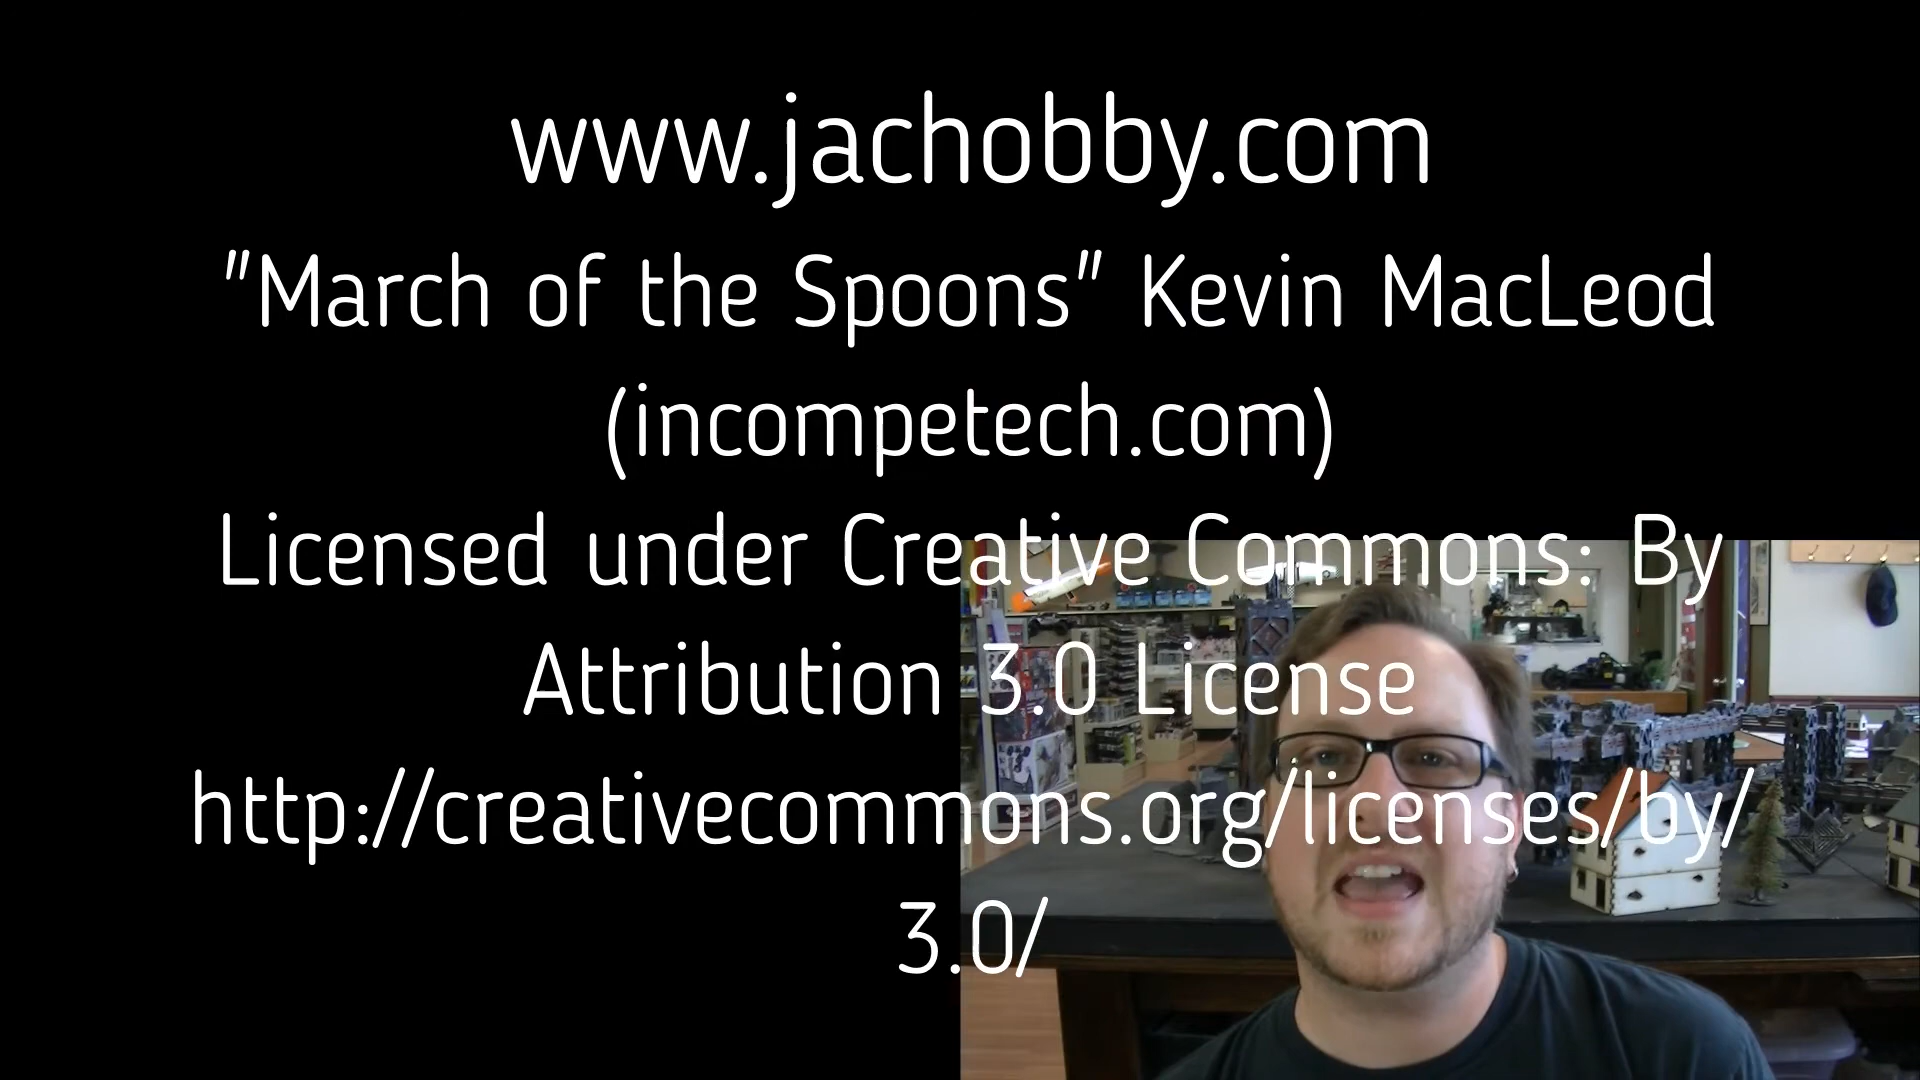 www.jachobby.com
"March of the Spoons" Kevin MacLeod
(incompetech.com)
Licensed under Creative Commons: By
Attribution 3.0 License
http://creativecommons.org/licenses/by/
3.0/